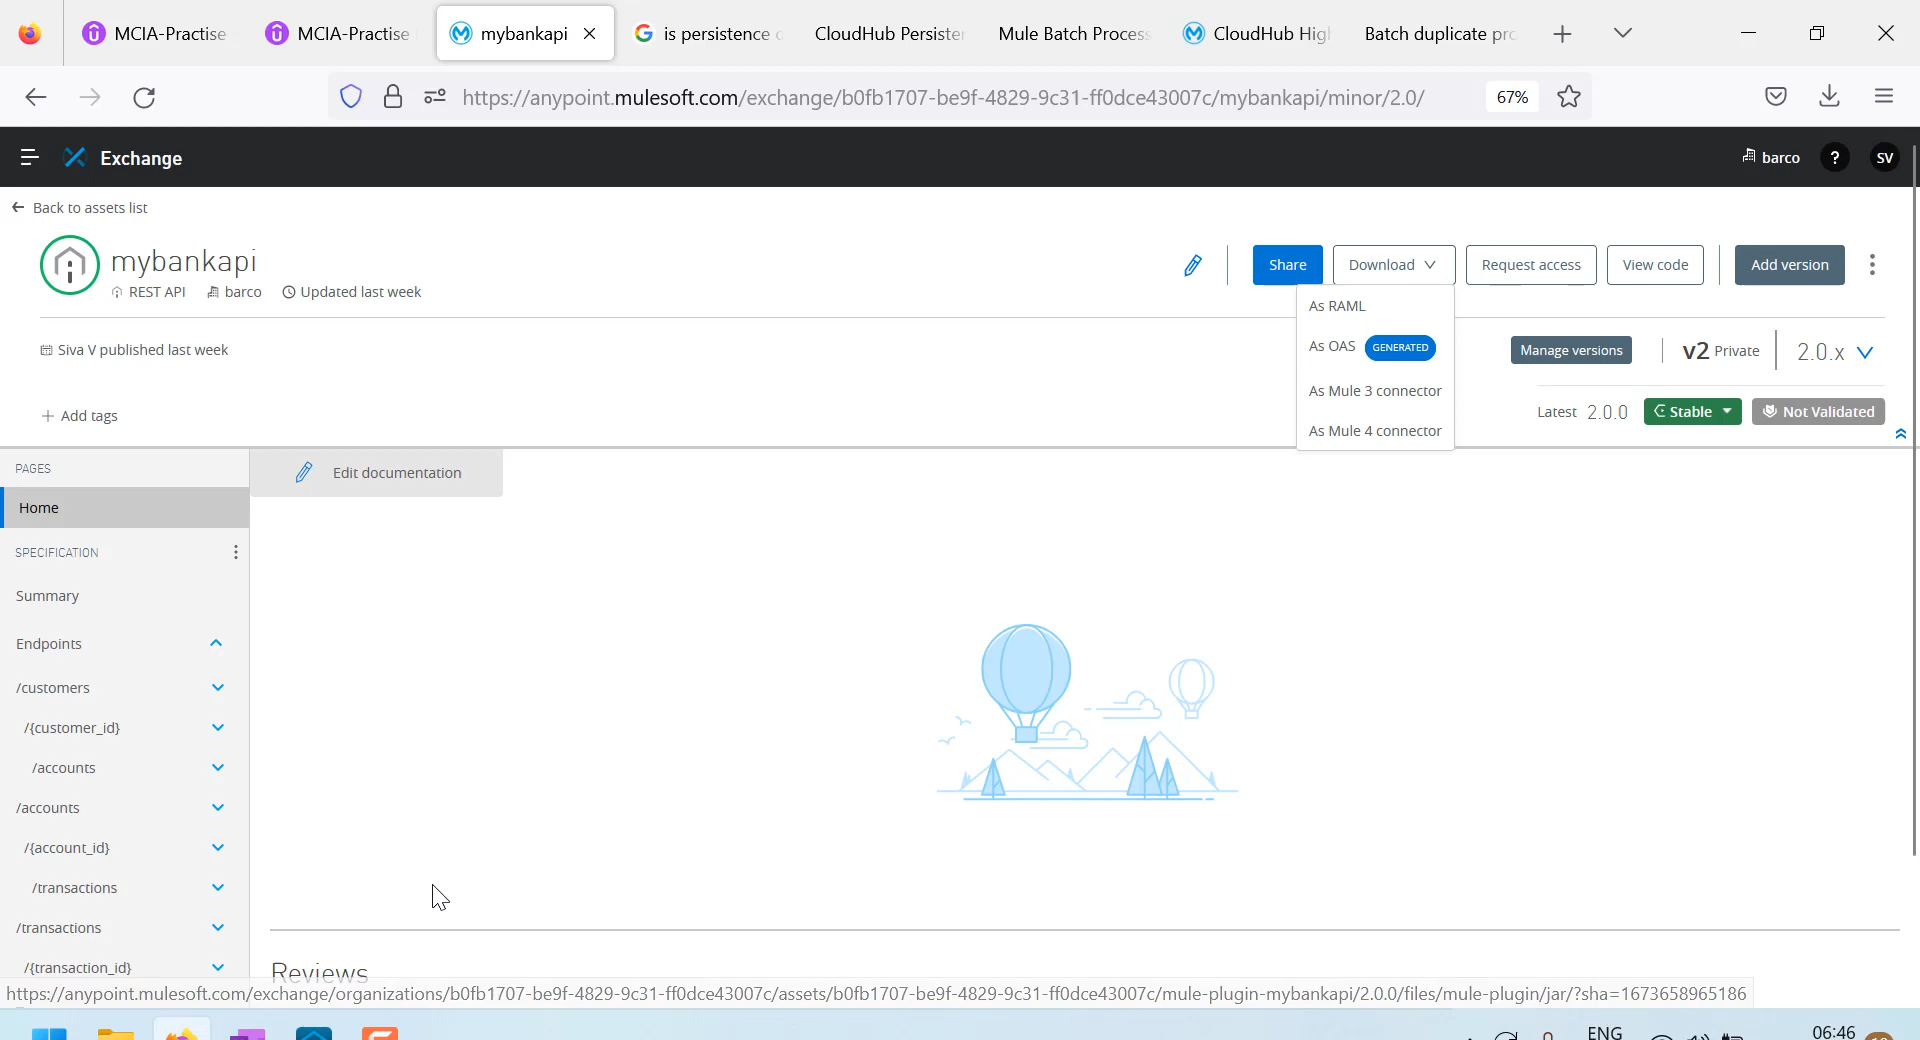 MCIA-Practise
MCIA-Practise
mybankapi
is persistence
CloudHub Persister
Mule Batch Process
CloudHub High
Batch duplicate pro
https://anypoint.mulesoft.com/exchange/b0fb1707-be9f-4829-9c31-ff0dce43007c/mybankapi/minor/2.0/
67%
Exchange
barco
?
SV
Back to assets list
mybankapi
REST API
barco
Updated last week
Share
Download
Request access
View code
Add version
As RAML
As OAS GENERATED
As Mule 3 connector
As Mule 4 connector
Siva V published last week
Manage versions
v2 Private
2.0.x
Add tags
Latest 2.0.0
Stable
Not Validated
PAGES
Home
Edit documentation
SPECIFICATION
Summary
Endpoints
/customers
/{customer_id}
/accounts
/accounts
/{account_id}
/transactions
/transactions
/{transaction_id}
Reviews
https://anypoint.mulesoft.com/exchange/organizations/b0fb1707-be9f-4829-9c31-ff0dce43007c/assets/b0fb1707-be9f-4829-9c31-ff0dce43007c/mule-plugin-mybankapi/2.0.0/files/mule-plugin/jar/?sha=1673658965186
ENG
06:46